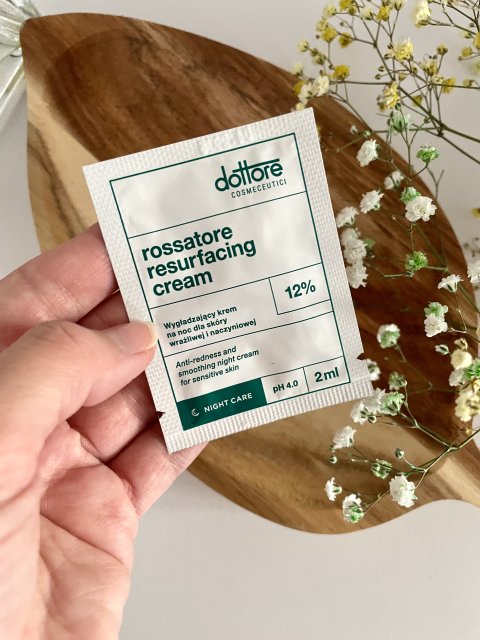 dottore
COSMECEUTICI
rossatore
resurfacing
cream
12%
Wygładzający krem
na noc dla skóry
wrażliwej i naczyniowej
Anti-redness and
smoothing night cream
for sensitive skin
NIGHT CARE
pH 4.0
2ml